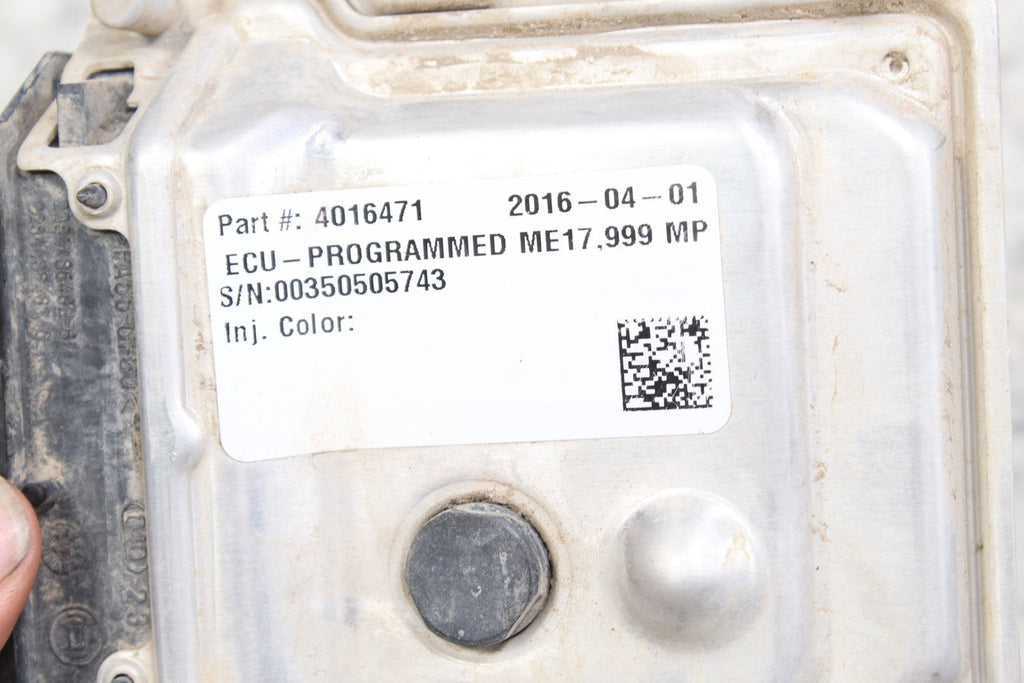 Part #: 4016471 2016-04-01
ECU-PROGRAMMED ME17,999 MP
S/N:00350505743
Inj. Color: